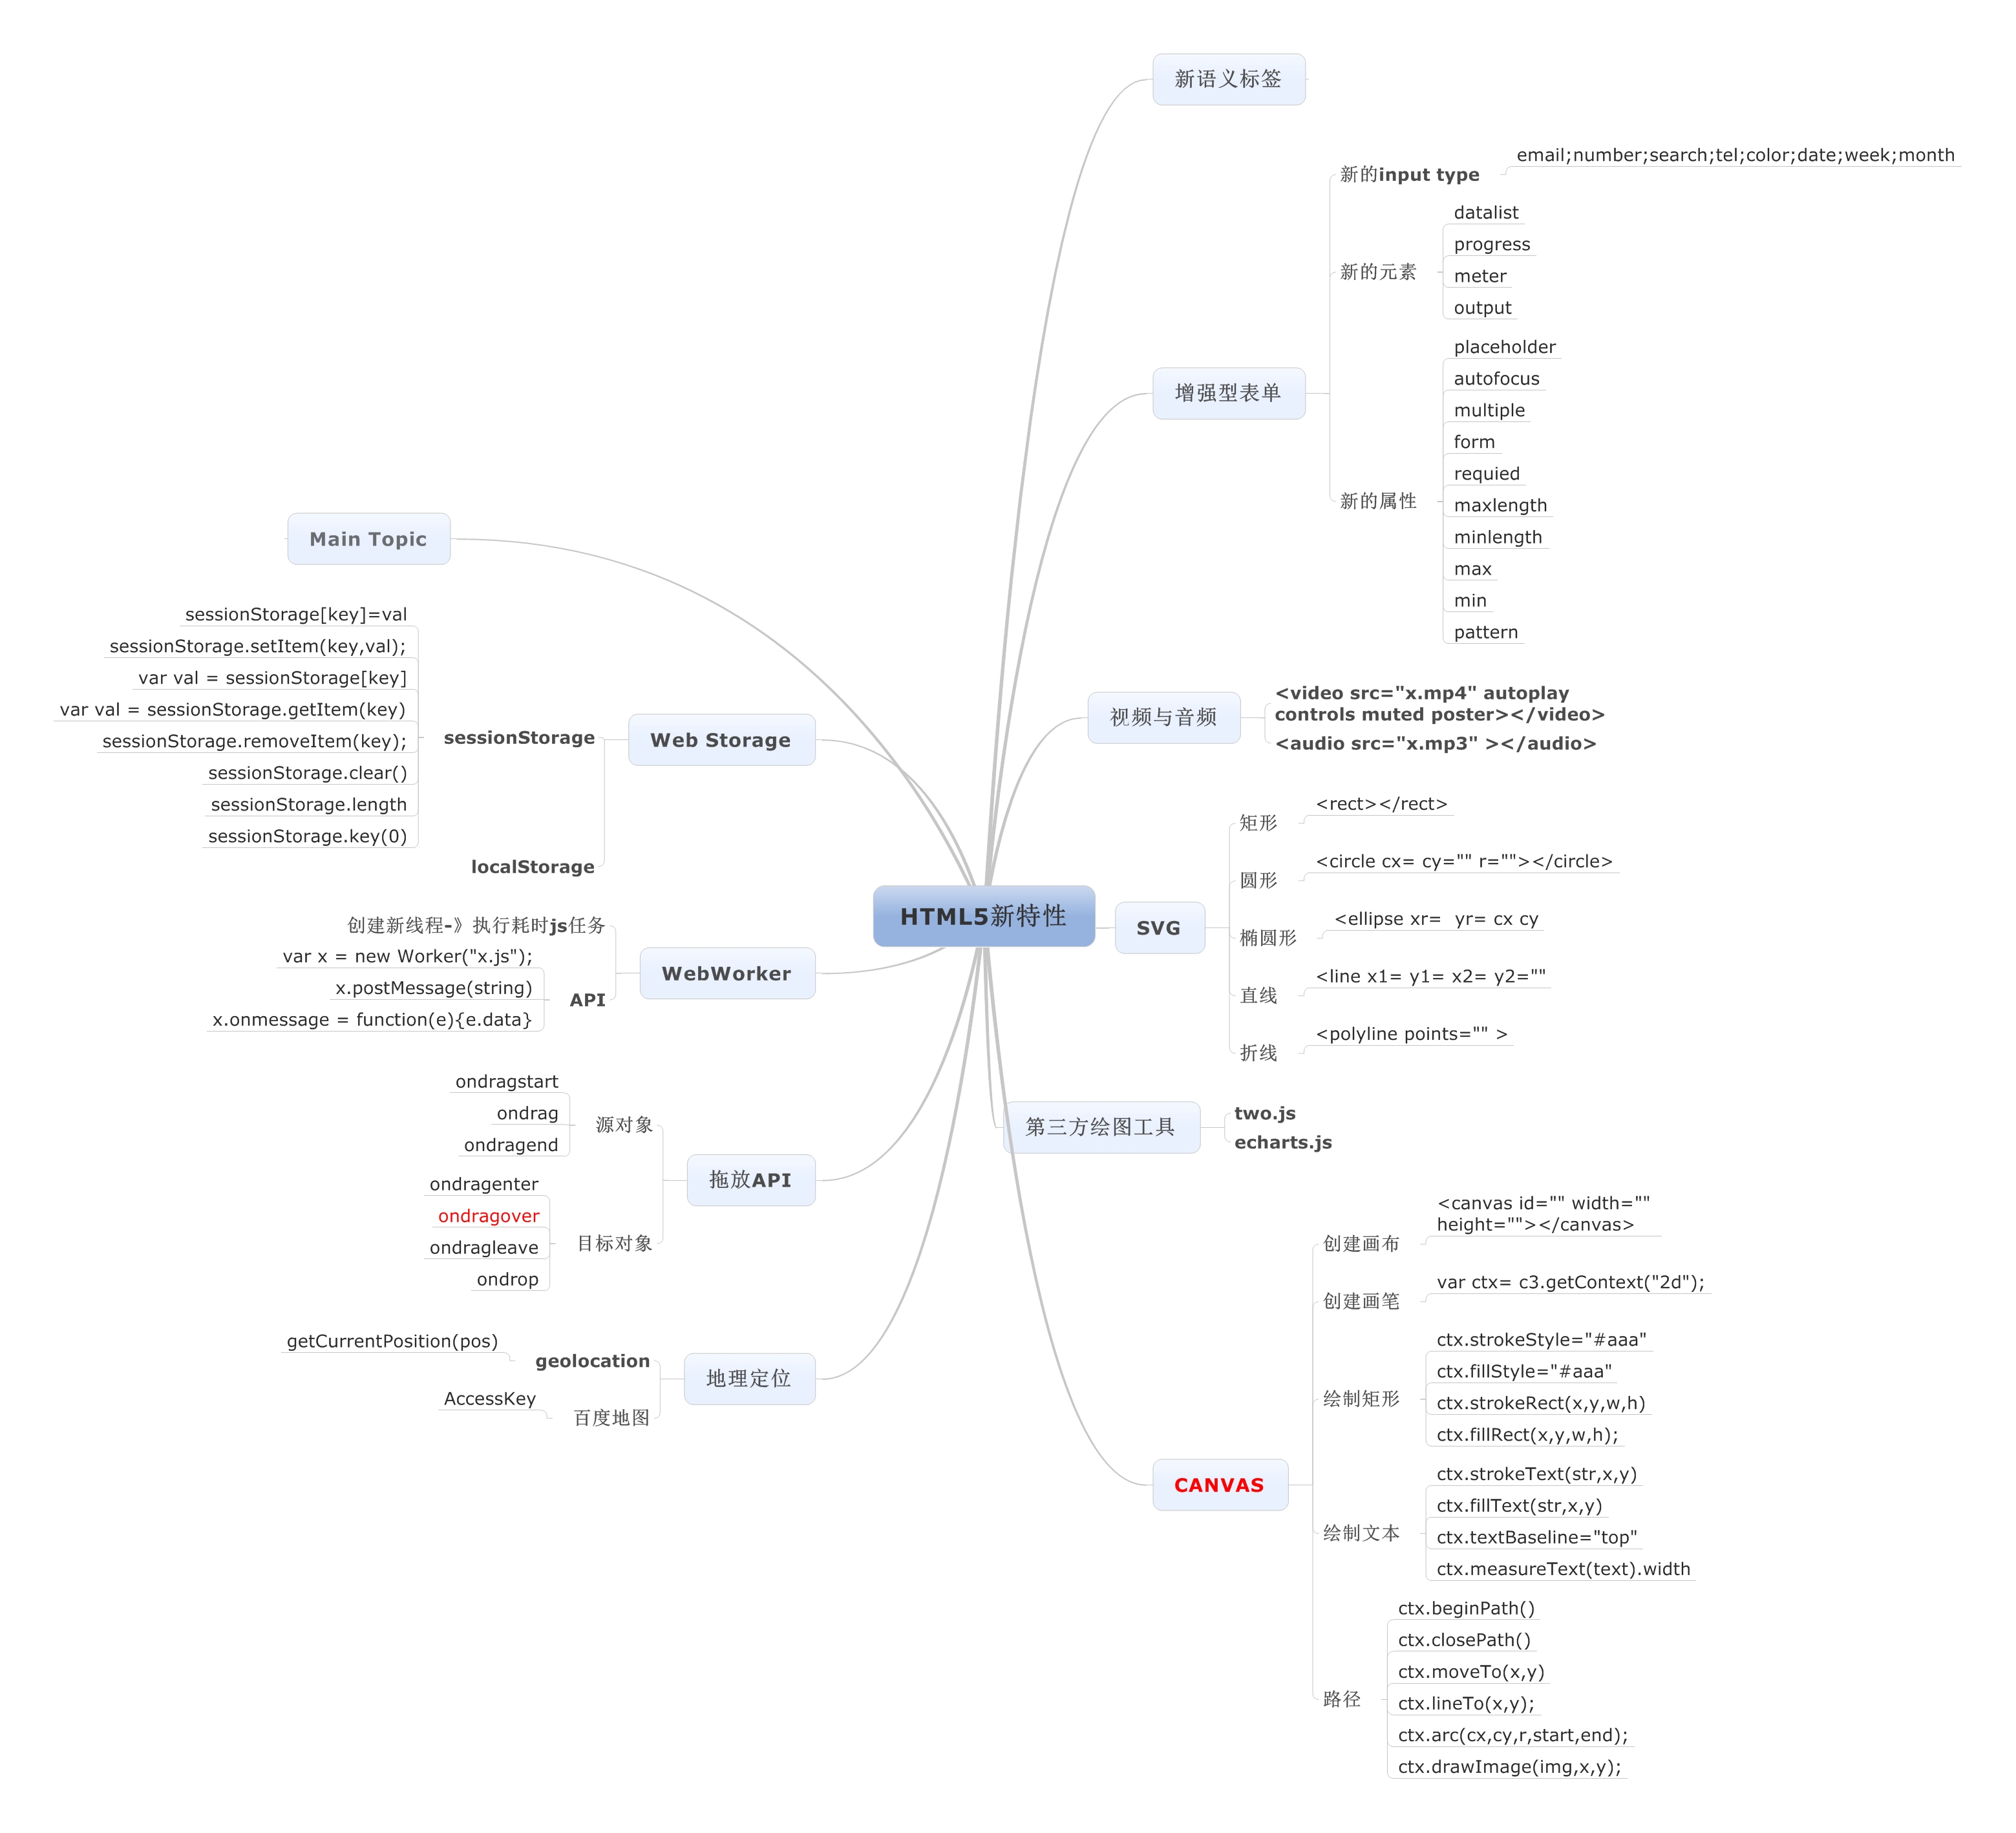 HTML5新特性
新语义标签
增强型表单
新的input type
email;number;search;tel;color;date;week;month
新的元素
datalist
progress
meter
output
新的属性
placeholder
autofocus
multiple
form
requied
maxlength
minlength
max
min
pattern
视频与音频
<video src="x.mp4" autoplay
controls muted poster></video>
<audio src="x.mp3" ></audio>
SVG
矩形
<rect></rect>
圆形
<circle cx= cy="" r=""></circle>
椭圆形
<ellipse xr=  yr= cx cy
直线
<line x1= y1= x2= y2=""
折线
<polyline points="" >
第三方绘图工具
two.js
echarts.js
CANVAS
创建画布
<canvas id="" width=""
height=""></canvas>
创建画笔
var ctx= c3.getContext("2d");
绘制矩形
ctx.strokeStyle="#aaa"
ctx.fillStyle="#aaa"
ctx.strokeRect(x,y,w,h)
ctx.fillRect(x,y,w,h);
绘制文本
ctx.strokeText(str,x,y)
ctx.fillText(str,x,y)
ctx.textBaseline="top"
ctx.measureText(text).width
路径
ctx.beginPath()
ctx.closePath()
ctx.moveTo(x,y)
ctx.lineTo(x,y);
ctx.arc(cx,cy,r,start,end);
ctx.drawImage(img,x,y);
Main Topic
Web Storage
sessionStorage
sessionStorage[key]=val
sessionStorage.setItem(key,val);
var val = sessionStorage[key]
var val = sessionStorage.getItem(key)
sessionStorage.removeItem(key);
sessionStorage.clear()
sessionStorage.length
sessionStorage.key(0)
localStorage
WebWorker
创建新线程-》执行耗时js任务
API
var x = new Worker("x.js");
x.postMessage(string)
x.onmessage = function(e){e.data}
拖放API
源对象
ondragstart
ondrag
ondragend
目标对象
ondragenter
ondragover
ondragleave
ondrop
地理定位
geolocation
getCurrentPosition(pos)
百度地图
AccessKey